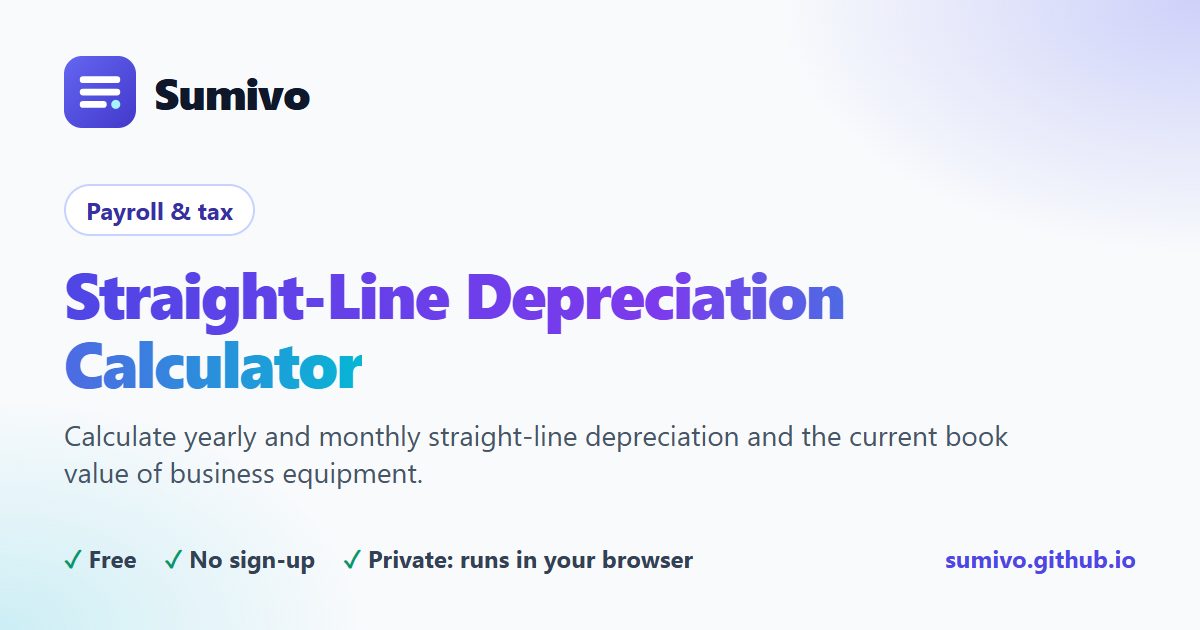 Sumivo
Payroll & tax
Straight-Line Depreciation
Calculator
Calculate yearly and monthly straight-line depreciation and the current book
value of business equipment.
✓ Free ✓ No sign-up ✓ Private: runs in your browser sumivo.github.io